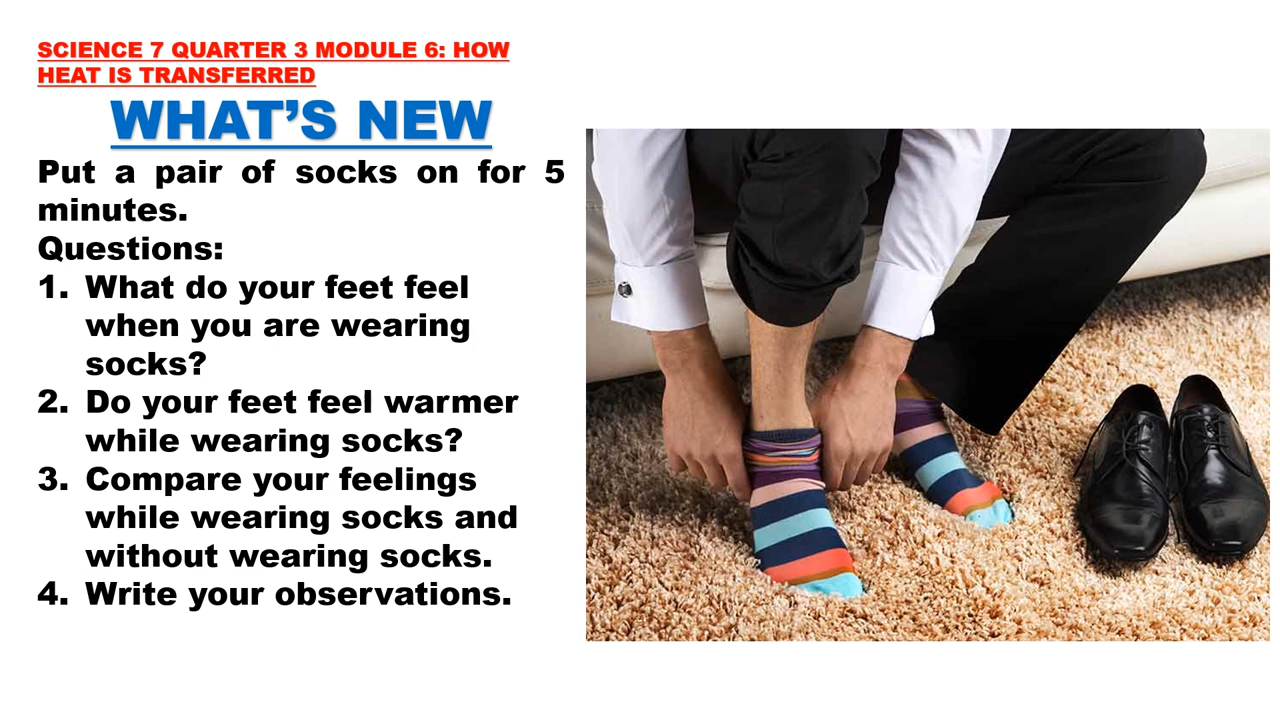 SCIENCE 7 QUARTER 3 MODULE 6: HOW
HEAT IS TRANSFERRED
WHAT’S NEW
Put a pair of socks on for 5
minutes.
Questions:
1. What do your feet feel
when you are wearing
socks?
2. Do your feet feel warmer
while wearing socks?
3. Compare your feelings
while wearing socks and
without wearing socks.
4. Write your observations.